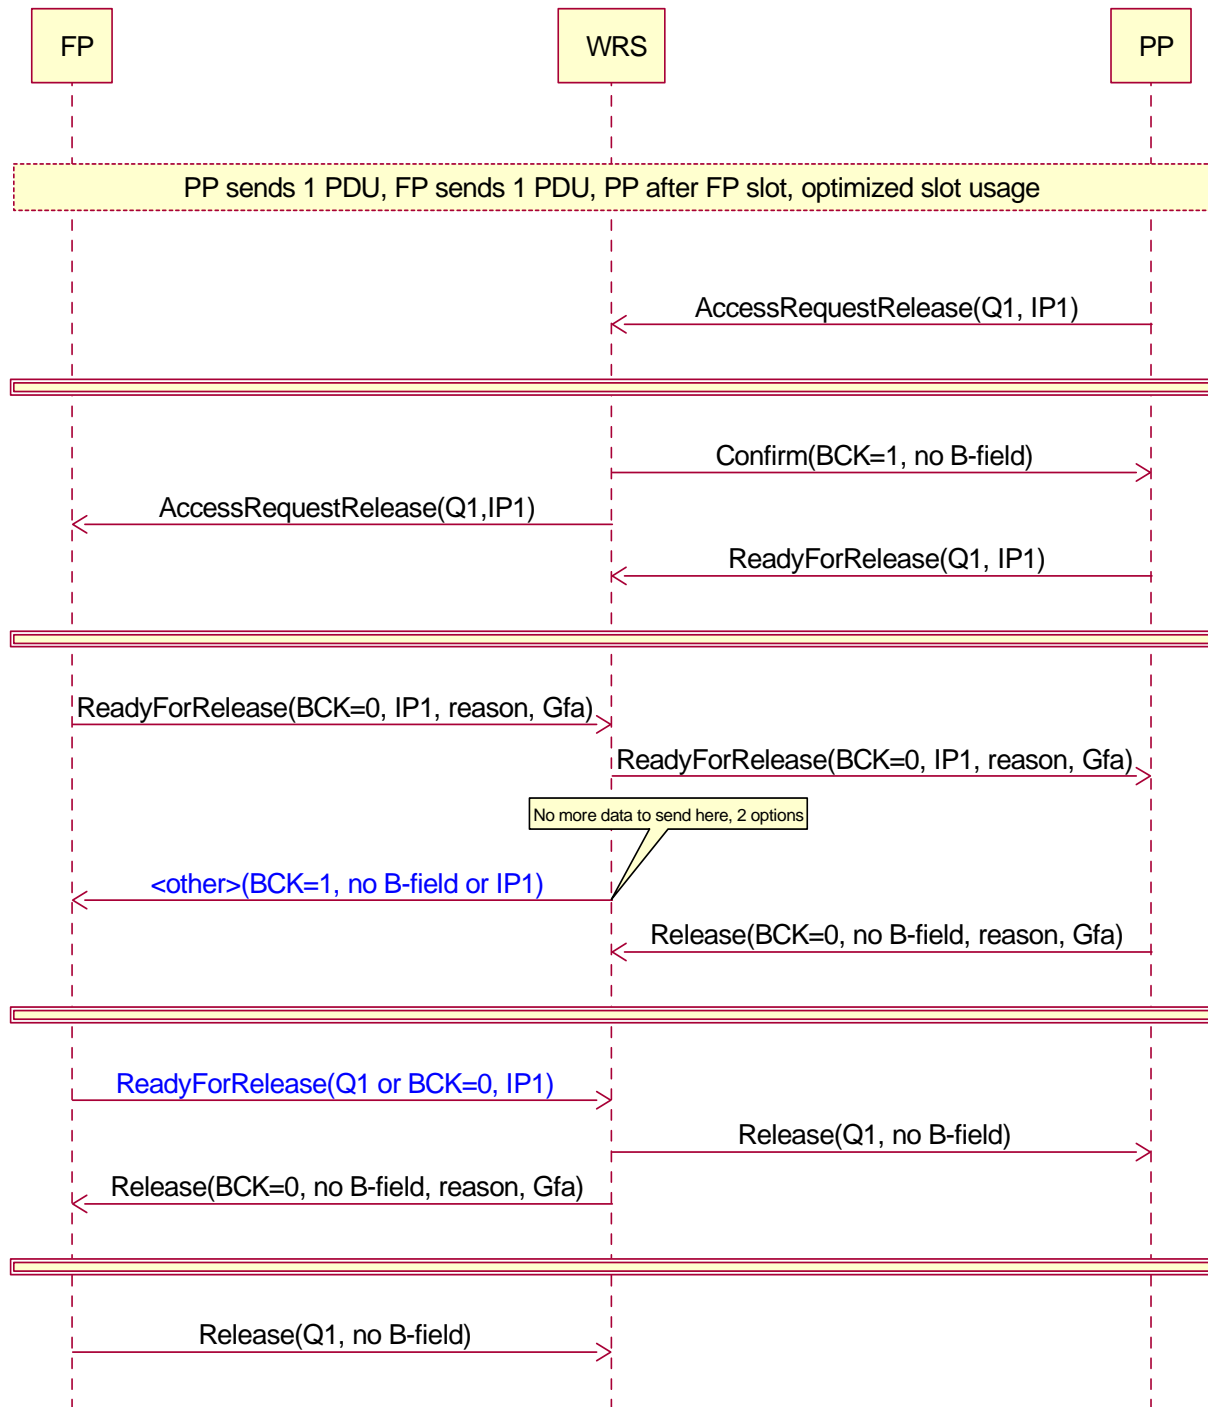 FP
WRS
PP
PP sends 1 PDU, FP sends 1 PDU, PP after FP slot, optimized slot usage
AccessRequestRelease(Q1, IP1)
Confirm(BCK=1, no B-field)
AccessRequestRelease(Q1,IP1)
ReadyForRelease(Q1, IP1)
ReadyForRelease(BCK=0, IP1, reason, Gfa)
ReadyForRelease(BCK=0, IP1, reason, Gfa)
No more data to send here, 2 options
<other>(BCK=1, no B-field or IP1)
Release(BCK=0, no B-field, reason, Gfa)
ReadyForRelease(Q1 or BCK=0, IP1)
Release(Q1, no B-field)
Release(BCK=0, no B-field, reason, Gfa)
Release(Q1, no B-field)